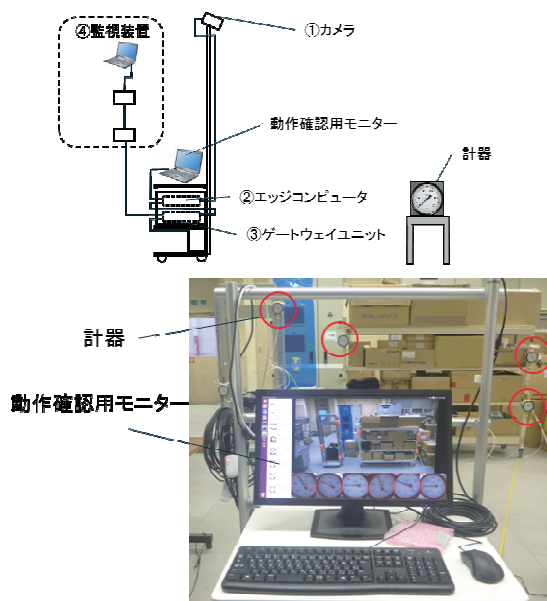 ④監視装置
①カメラ
動作確認用モニター
計器
②エッジコンピュータ
③ゲートウェイユニット
計器
動作確認用モニター